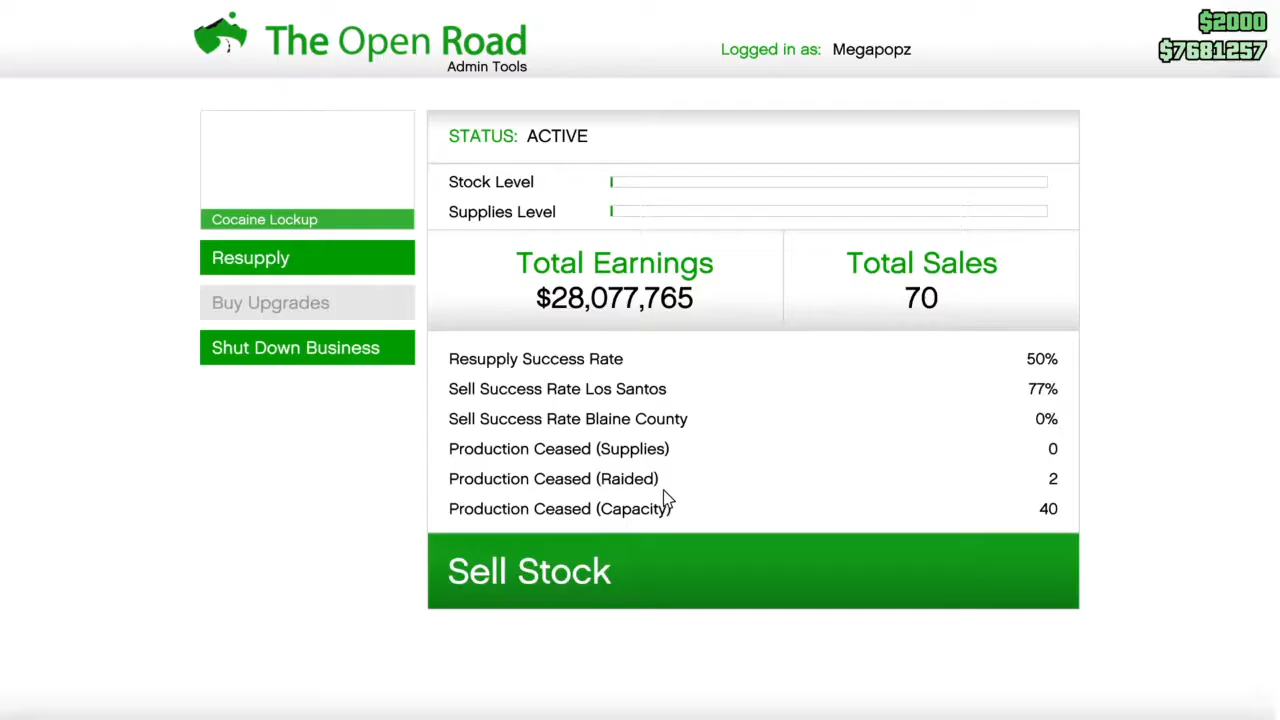 The Open Road
Admin Tools
Logged in as: Megapopz
$2000
$7681257
Cocaine Lockup
Resupply
Buy Upgrades
Shut Down Business
STATUS: ACTIVE
Stock Level
Supplies Level
Total Earnings
$28,077,765
Total Sales
70
Resupply Success Rate 50%
Sell Success Rate Los Santos 77%
Sell Success Rate Blaine County 0%
Production Ceased (Supplies) 0
Production Ceased (Raided) 2
Production Ceased (Capacity) 40
Sell Stock